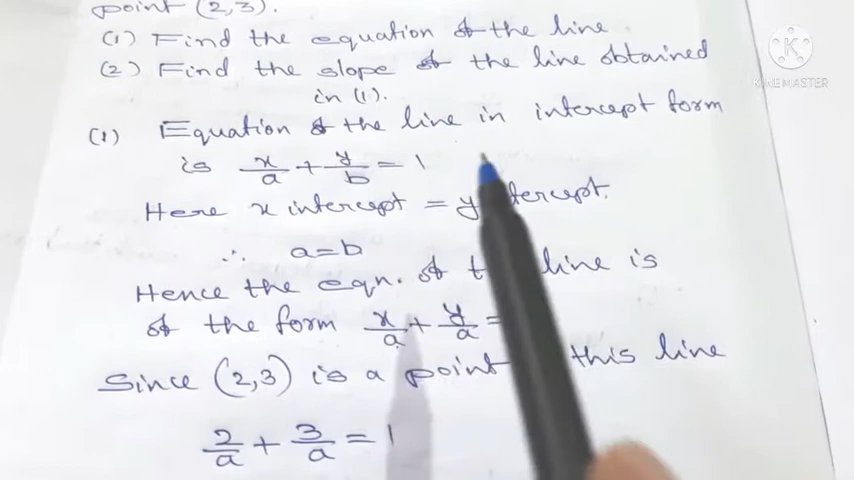 point (2,3).
(1) Find the equation of the line
(2) Find the slope of the line obtained
in (1).
(1) Equation of the line in intercept form
is x/a + y/b = 1
Here x intercept = y intercept.
∴ a=b
Hence the eqn. of the line is
of the form x/a + y/a =
Since (2,3) is a point this line
2/a + 3/a = 1
K
KINEMASTER